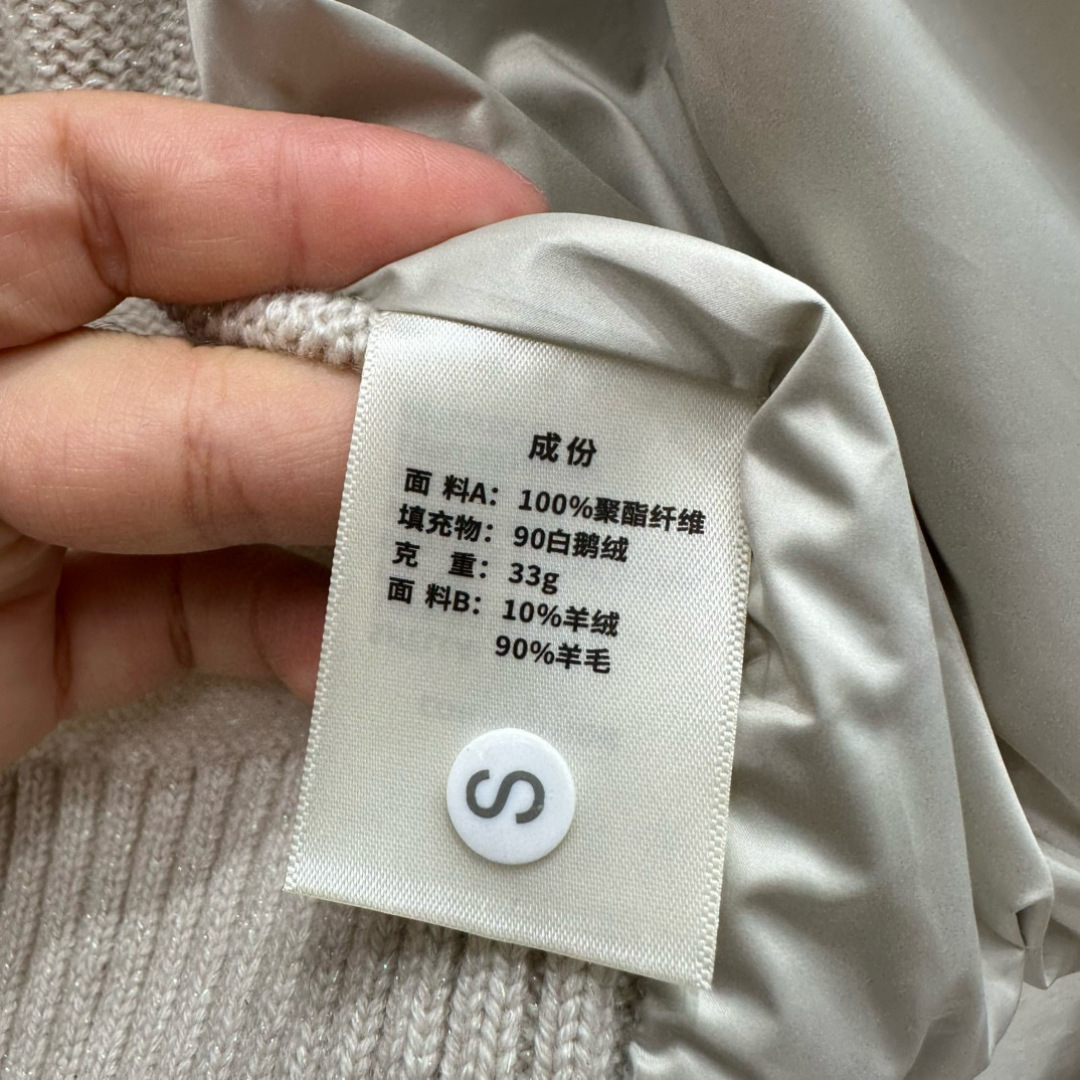 成份
面 料A： 100%聚酯纤维
填充物： 90白鹅绒
克 重： 33g
面 料B： 10%羊绒
90%羊毛
S